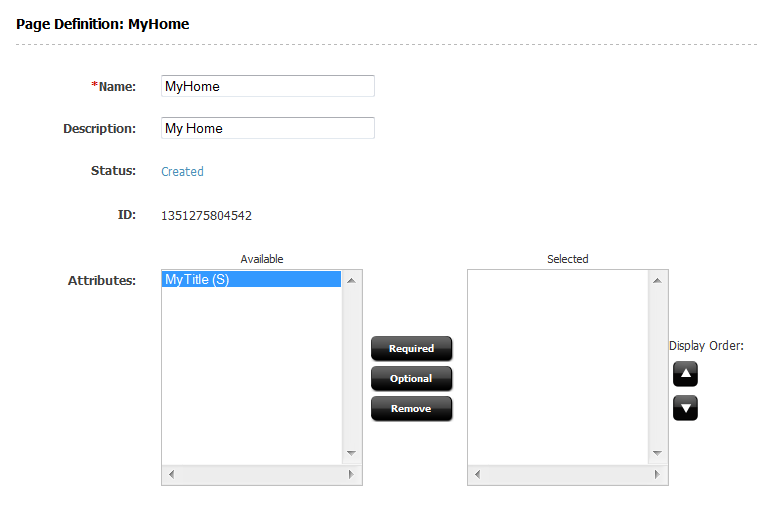 Page Definition: MyHome
*Name: MyHome
Description: My Home
Status: Created
ID: 1351275804542
Available Selected
Attributes: MyTitle (S)
Required
Display Order:
Optional
Remove